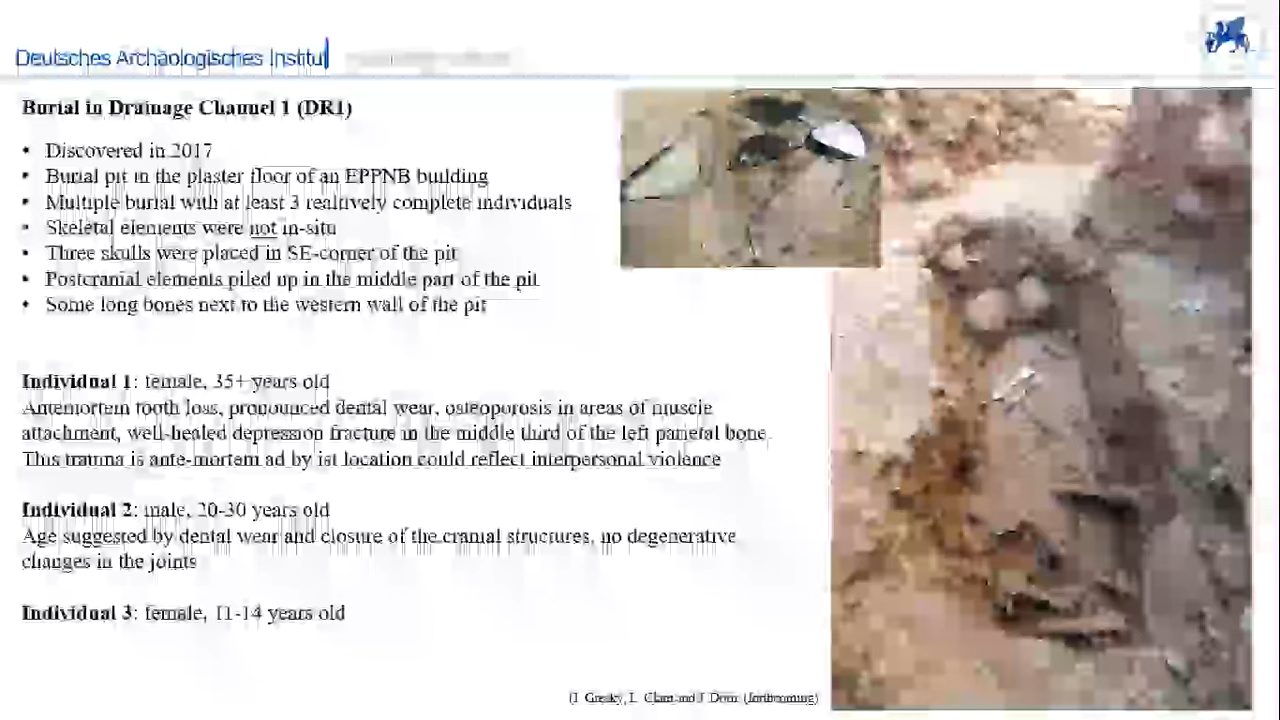 Deutsches Archäologisches Institut
Burial in Drainage Channel 1 (DR1)
• Discovered in 2017
• Burial pit in the plaster floor of an EPPNB building
• Multiple burial with at least 3 realtively complete individuals
• Skeletal elements were not in-situ
• Three skulls were placed in SE-corner of the pit
• Postcranial elements piled up in the middle part of the pit
• Some long bones next to the western wall of the pit
Individual 1: female, 35+ years old
Antemortem tooth loss, pronounced dental wear, osteoporosis in areas of muscle
attachment, well-healed depression fracture in the middle third of the left parietal bone.
This trauma is ante-mortem ad by ist location could reflect interpersonal violence
Individual 2: male, 20-30 years old
Age suggested by dental wear and closure of the cranial structures, no degenerative
changes in the joints
Individual 3: female, 11-14 years old
(J. Gresky, L. Clare and J. (forthcoming)